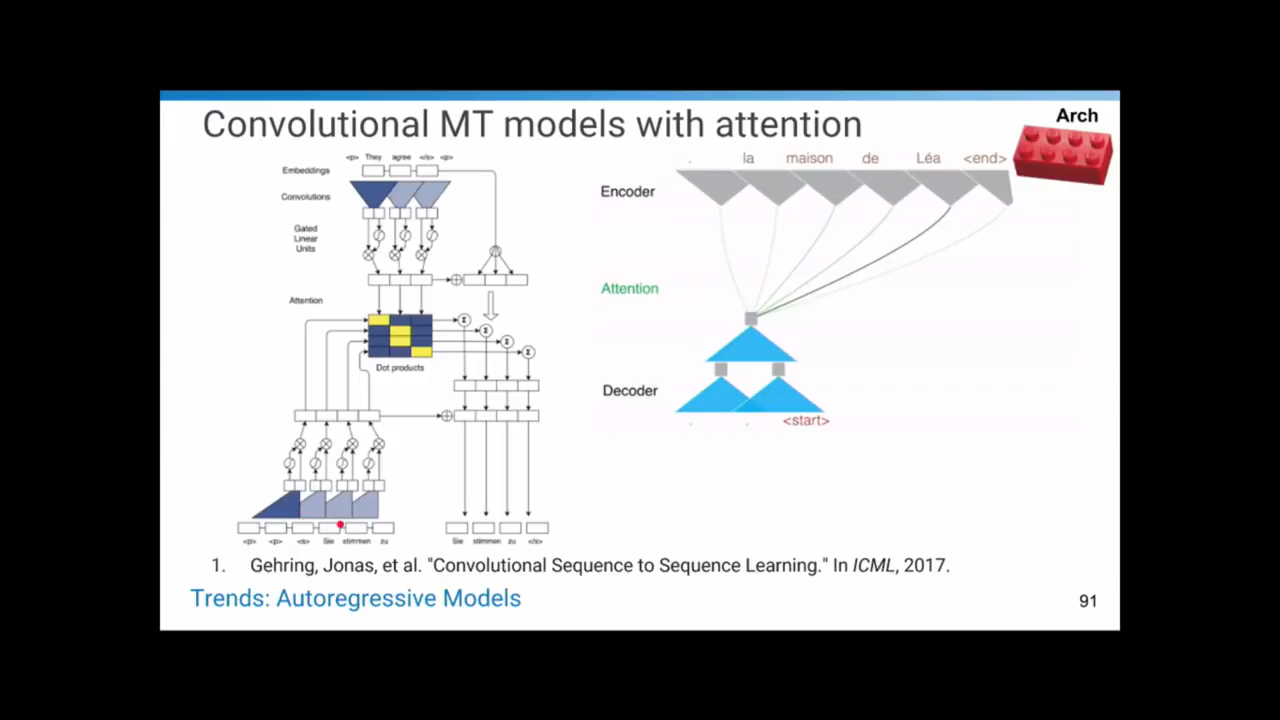 Convolutional MT models with attention
Arch
<p> They agree </s> <p>
Embeddings
Convolutions
Gated
Linear
Units
Attention
Dot products
Σ
Σ
Σ
Σ
<p> <p> <s> Sie stimmen zu
Sie stimmen zu </s>
. la maison de Léa <end>
Encoder
Attention
Decoder
. . <start>
1. Gehring, Jonas, et al. "Convolutional Sequence to Sequence Learning." In ICML, 2017.
Trends: Autoregressive Models
91